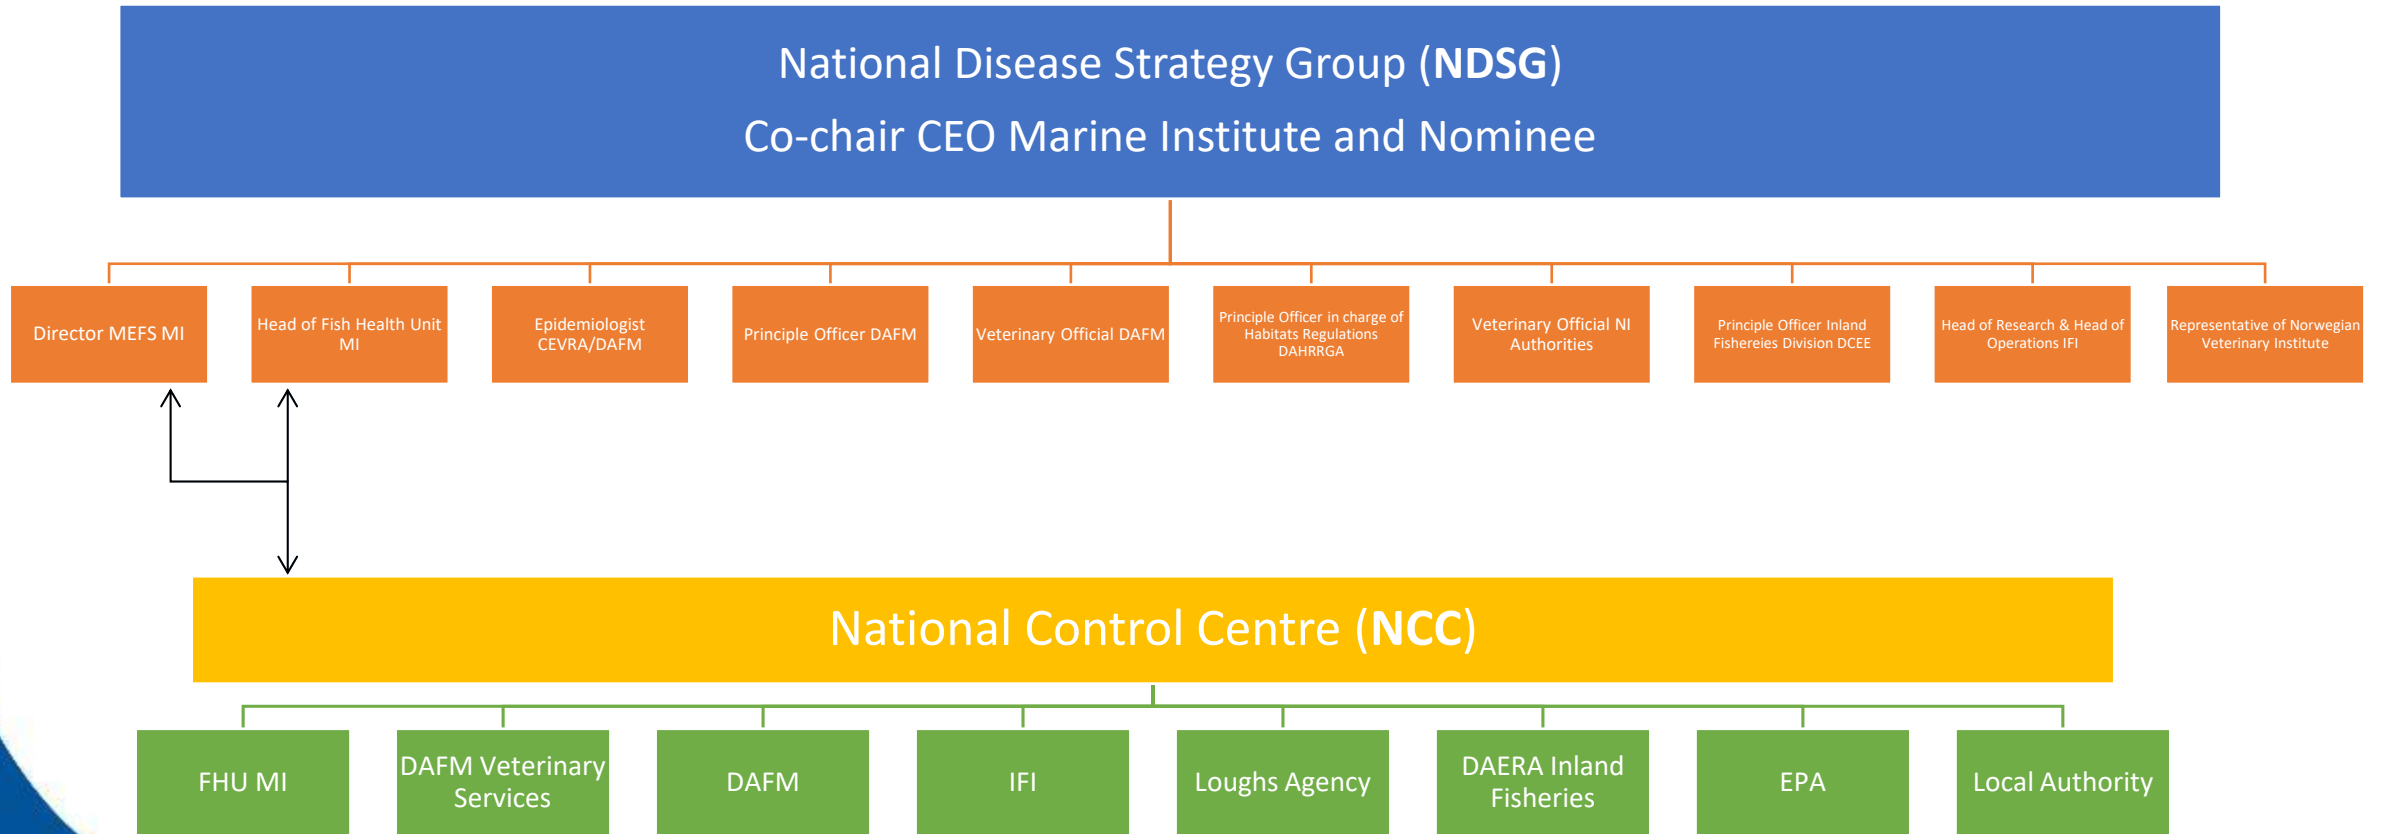 National Disease Strategy Group (NDSG)
Co-chair CEO Marine Institute and Nominee
Director MEFS MI
Head of Fish Health Unit
MI
Epidemiologist
CEVRA/DAFM
Principle Officer DAFM
Veterinary Official DAFM
Principle Officer in charge of
Habitats Regulations
DAHRRGA
Veterinary Official NI
Authorities
Principle Officer Inland
Fishereies Division DCEE
Head of Research & Head of
Operations IFI
Representative of Norwegian
Veterinary Institute
National Control Centre (NCC)
FHU MI
DAFM Veterinary
Services
DAFM
IFI
Loughs Agency
DAERA Inland
Fisheries
EPA
Local Authority